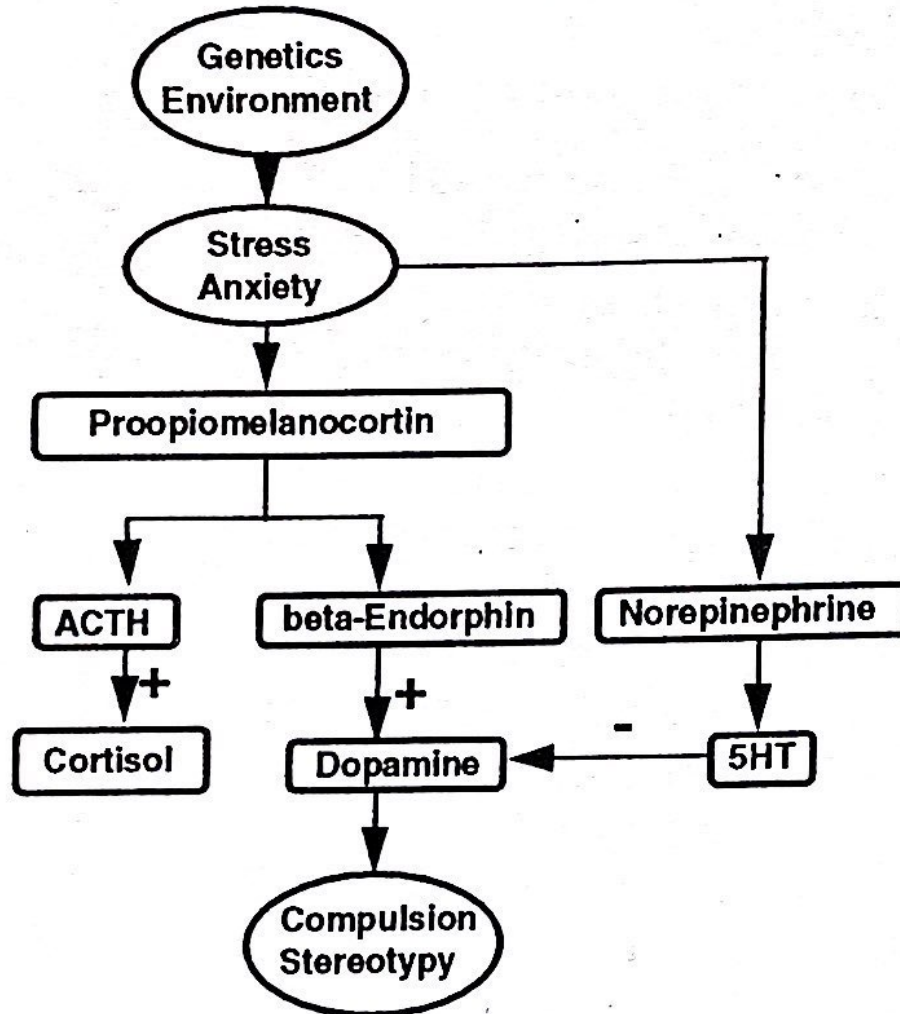 Genetics
Environment
Stress
Anxiety
Proopiomelanocortin
ACTH
beta-Endorphin
Norepinephrine
+
+
-
Cortisol
Dopamine
5HT
Compulsion
Stereotypy